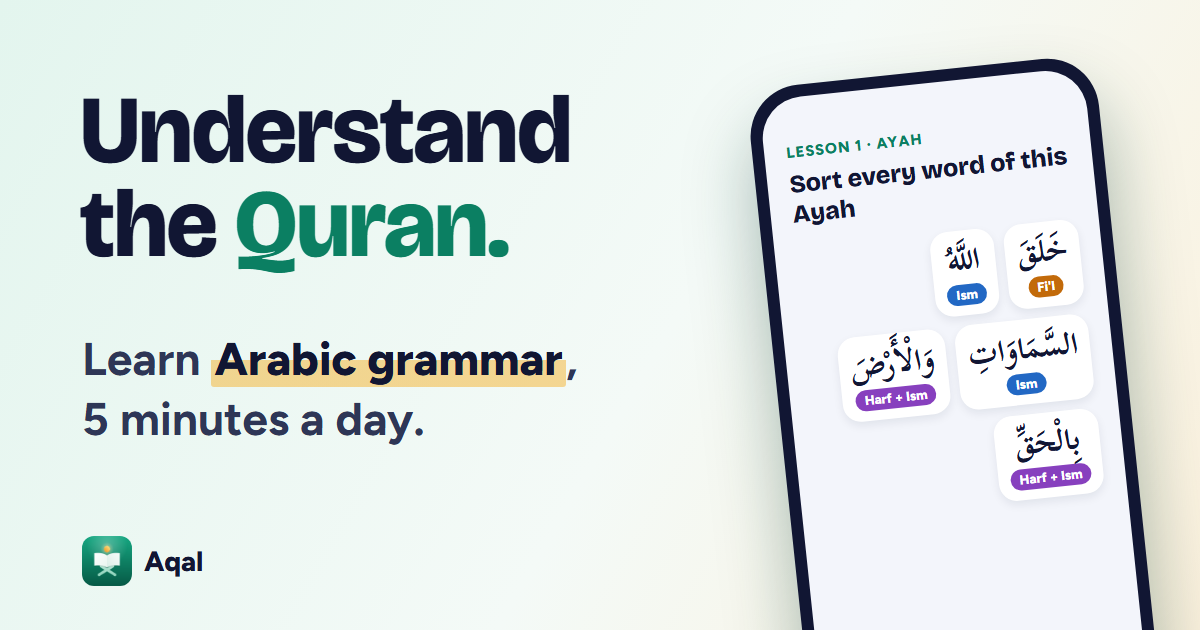 Understand
the Quran.
Learn Arabic grammar,
5 minutes a day.
Aqal
LESSON 1 · AYAH
Sort every word of this
Ayah
خَلَقَ اللَّهُ
Fi'l Ism
السَّمَاوَاتِ وَالْأَرْضَ
Ism Harf + Ism
بِالْحَقِّ
Harf + Ism